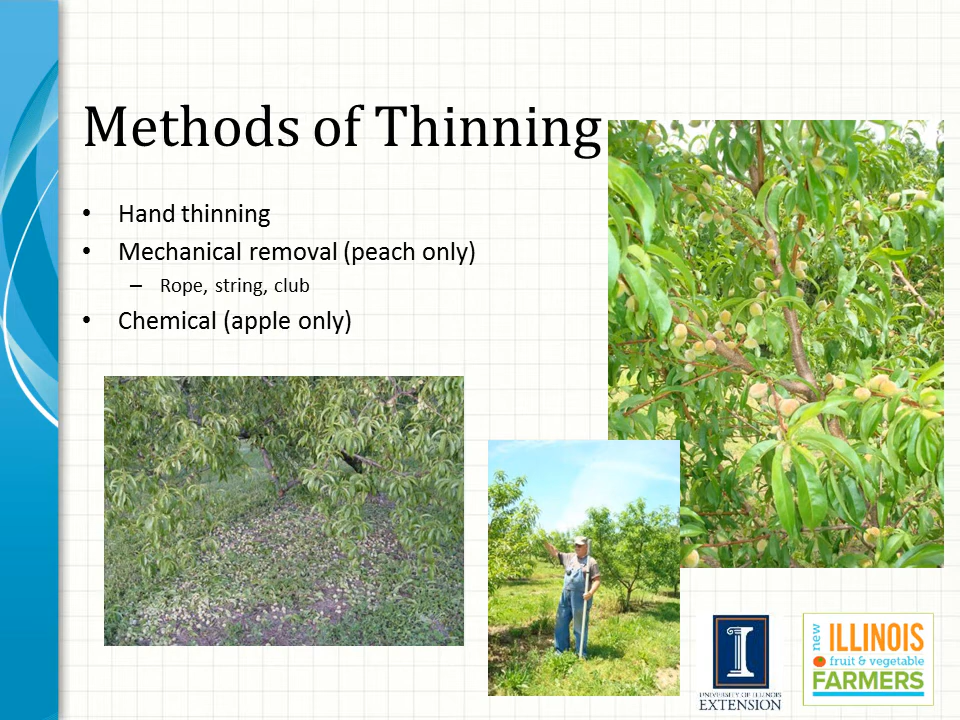 Methods of Thinning
• Hand thinning
• Mechanical removal (peach only)
– Rope, string, club
• Chemical (apple only)
I
UNIVERSITY OF ILLINOIS
EXTENSION
new
ILLINOIS
fruit & vegetable
FARMERS